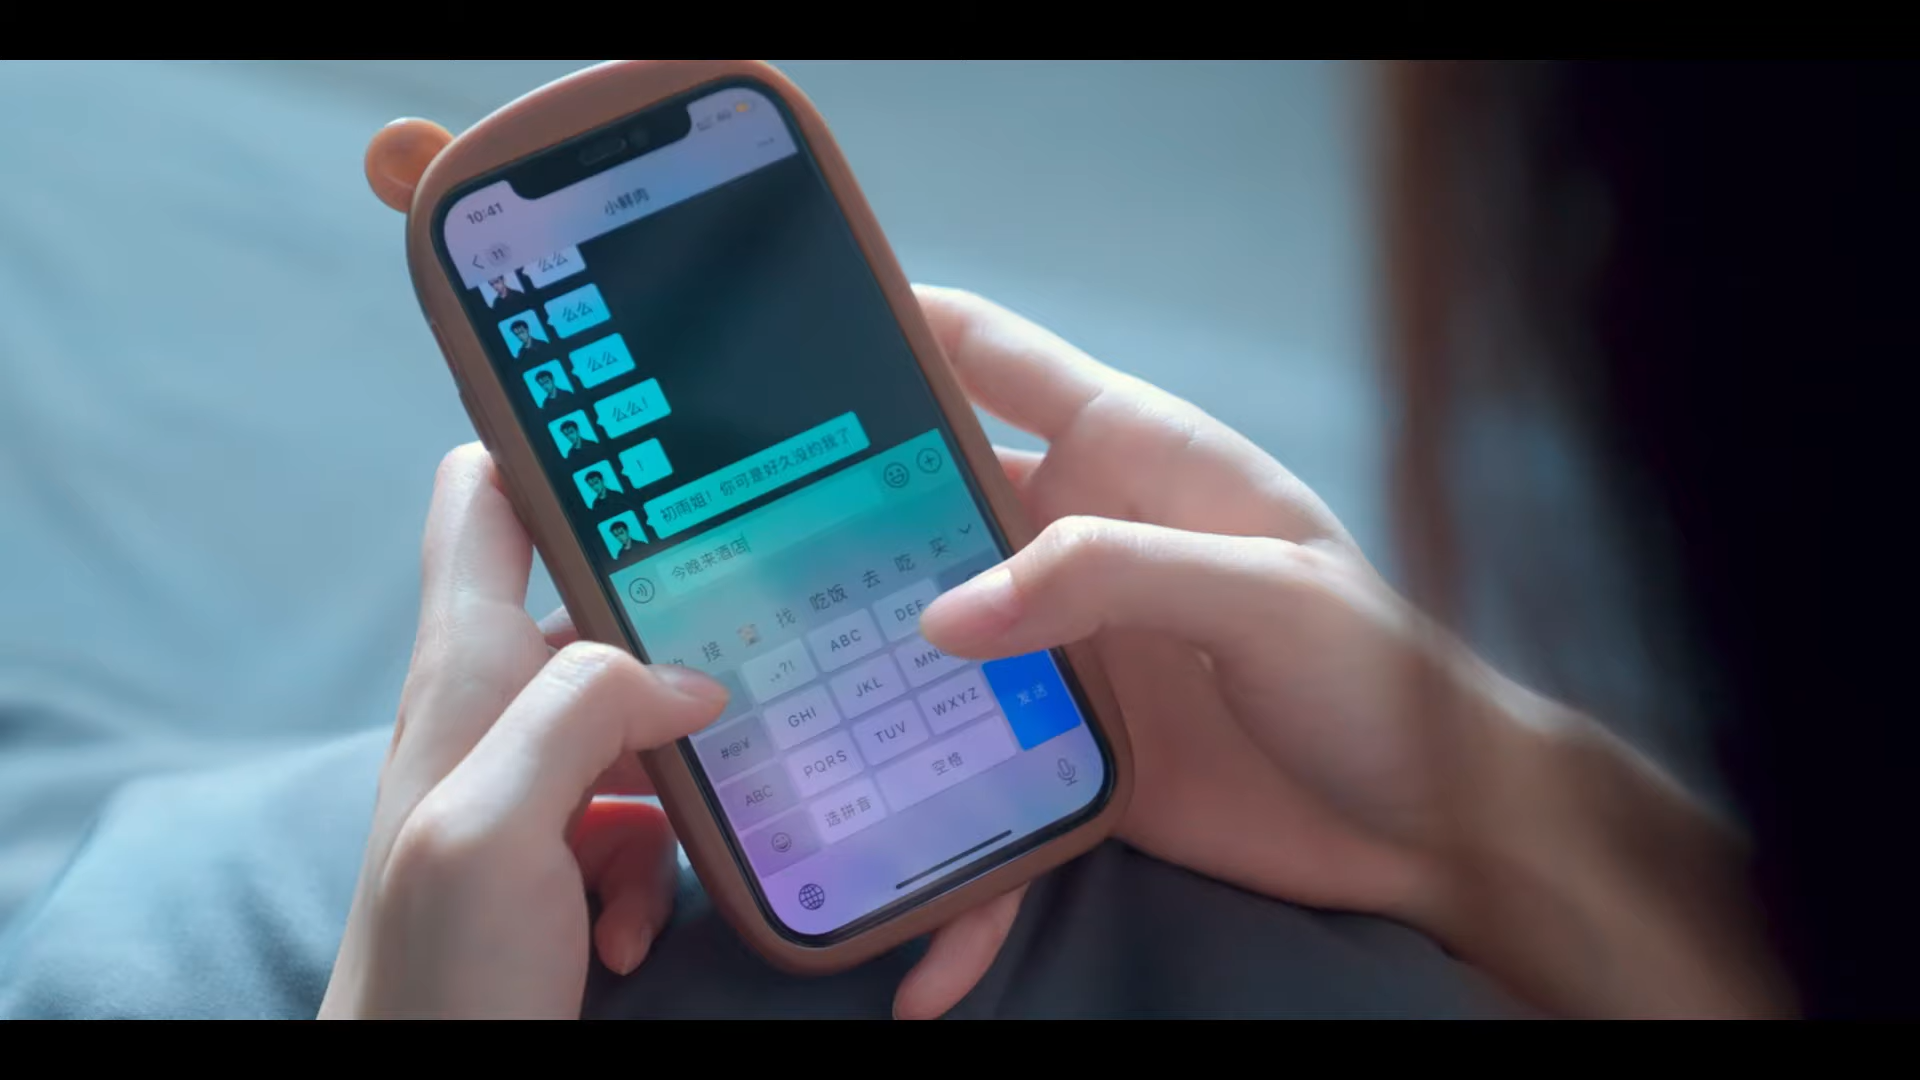 10:41
小鲜肉
11
么么
么么
么么
么么！
！
初雨姐！你可是好久没约我了
今晚来酒店
接
找
吃饭
去
吃
买
.,?!
ABC
DEF
#@¥
GHI
JKL
MNO
ABC
PQRS
TUV
WXYZ
发送
选拼音
空格